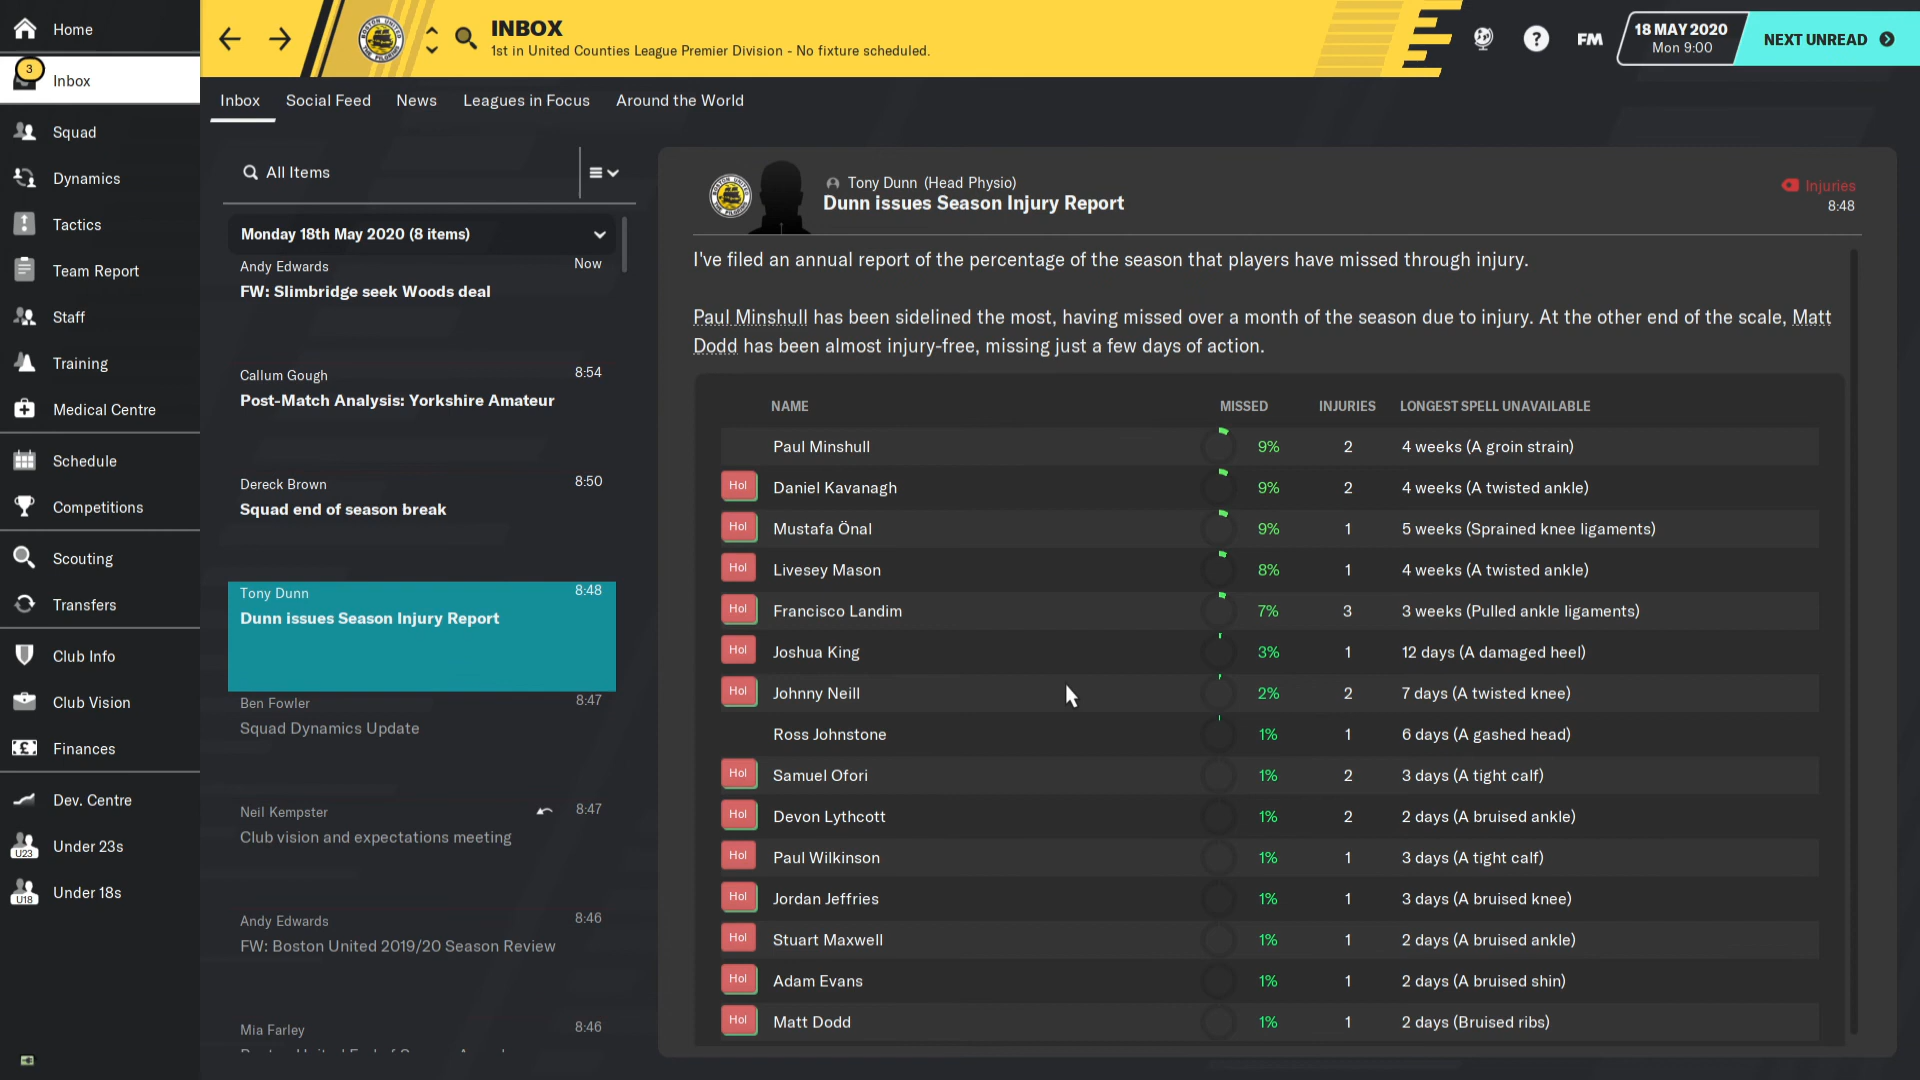 Home
3
Inbox
Squad
Dynamics
Tactics
Team Report
Staff
Training
Medical Centre
Schedule
Competitions
Scouting
Transfers
Club Info
Club Vision
Finances
Dev. Centre
U23
Under 23s
U18
Under 18s
BOSTON UNITED
THE PILGRIMS
INBOX
1st in United Counties League Premier Division - No fixture scheduled.
?
FM
18 MAY 2020
Mon 9:00
NEXT UNREAD
Inbox
Social Feed
News
Leagues in Focus
Around the World
All Items
Monday 18th May 2020 (8 items)
Andy Edwards Now
FW: Slimbridge seek Woods deal
Callum Gough 8:54
Post-Match Analysis: Yorkshire Amateur
Dereck Brown 8:50
Squad end of season break
Tony Dunn 8:48
Dunn issues Season Injury Report
Ben Fowler 8:47
Squad Dynamics Update
Neil Kempster 8:47
Club vision and expectations meeting
Andy Edwards 8:46
FW: Boston United 2019/20 Season Review
Mia Farley 8:46
Tony Dunn (Head Physio)
Dunn issues Season Injury Report
Injuries
8:48
I've filed an annual report of the percentage of the season that players have missed through injury.
Paul Minshull has been sidelined the most, having missed over a month of the season due to injury. At the other end of the scale, Matt
Dodd has been almost injury-free, missing just a few days of action.
NAME MISSED INJURIES LONGEST SPELL UNAVAILABLE
Paul Minshull 9% 2 4 weeks (A groin strain)
Hol Daniel Kavanagh 9% 2 4 weeks (A twisted ankle)
Hol Mustafa Önal 9% 1 5 weeks (Sprained knee ligaments)
Hol Livesey Mason 8% 1 4 weeks (A twisted ankle)
Hol Francisco Landim 7% 3 3 weeks (Pulled ankle ligaments)
Hol Joshua King 3% 1 12 days (A damaged heel)
Hol Johnny Neill 2% 2 7 days (A twisted knee)
Ross Johnstone 1% 1 6 days (A gashed head)
Hol Samuel Ofori 1% 2 3 days (A tight calf)
Hol Devon Lythcott 1% 2 2 days (A bruised ankle)
Hol Paul Wilkinson 1% 1 3 days (A tight calf)
Hol Jordan Jeffries 1% 1 3 days (A bruised knee)
Hol Stuart Maxwell 1% 1 2 days (A bruised ankle)
Hol Adam Evans 1% 1 2 days (A bruised shin)
Hol Matt Dodd 1% 1 2 days (Bruised ribs)